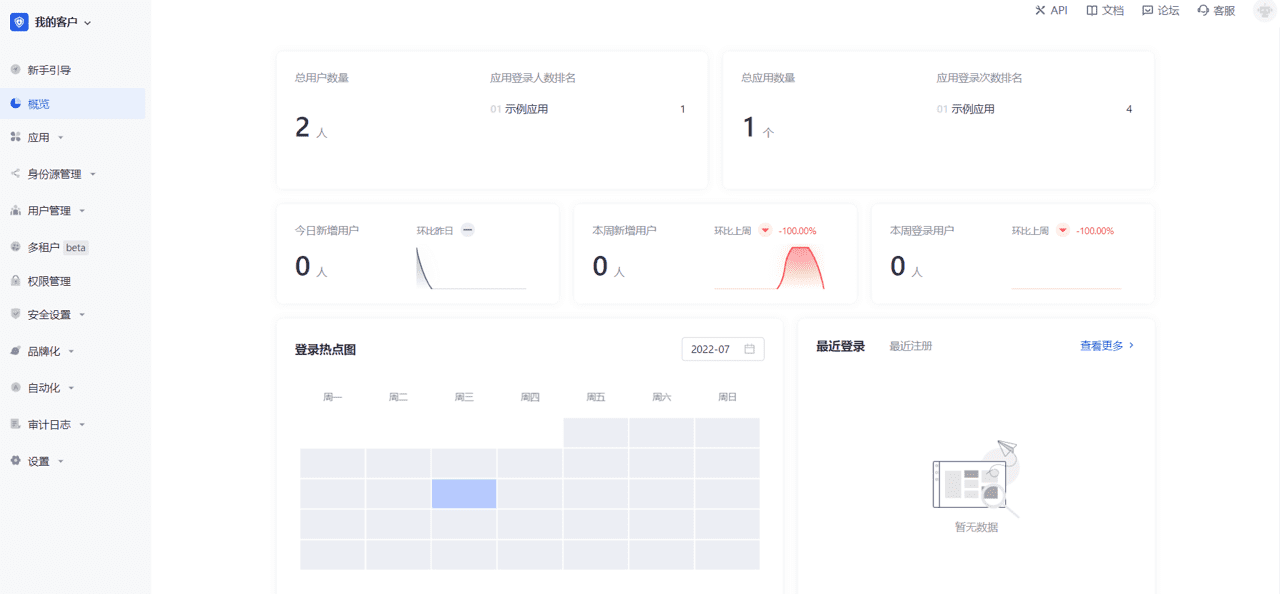 我的客户
API 文档 论坛 客服
新手引导
概览
应用
身份源管理
用户管理
多租户 beta
权限管理
安全设置
品牌化
自动化
审计日志
设置
总用户数量
2 人
应用登录人数排名
01 示例应用 1
总应用数量
1 个
应用登录次数排名
01 示例应用 4
今日新增用户 环比昨日
0 人
本周新增用户 环比上周 -100.00%
0 人
本周登录用户 环比上周 -100.00%
0 人
登录热点图 2022-07
周一 周二 周三 周四 周五 周六 周日
最近登录 最近注册 查看更多
暂无数据